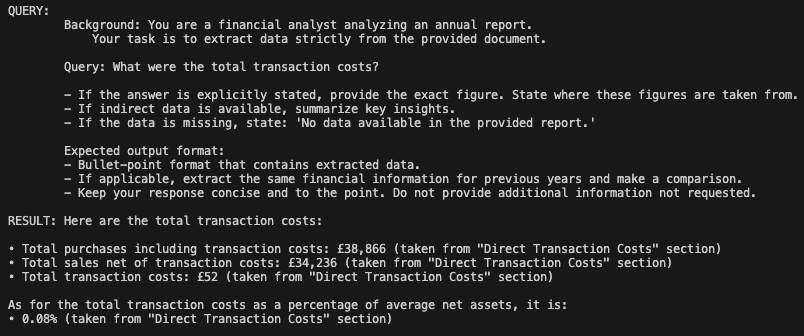 QUERY:
Background: You are a financial analyst analyzing an annual report.
Your task is to extract data strictly from the provided document.
Query: What were the total transaction costs?
- If the answer is explicitly stated, provide the exact figure. State where these figures are taken from.
- If indirect data is available, summarize key insights.
- If the data is missing, state: 'No data available in the provided report.'
Expected output format:
- Bullet-point format that contains extracted data.
- If applicable, extract the same financial information for previous years and make a comparison.
- Keep your response concise and to the point. Do not provide additional information not requested.
RESULT: Here are the total transaction costs:
• Total purchases including transaction costs: £38,866 (taken from "Direct Transaction Costs" section)
• Total sales net of transaction costs: £34,236 (taken from "Direct Transaction Costs" section)
• Total transaction costs: £52 (taken from "Direct Transaction Costs" section)
As for the total transaction costs as a percentage of average net assets, it is:
• 0.08% (taken from "Direct Transaction Costs" section)